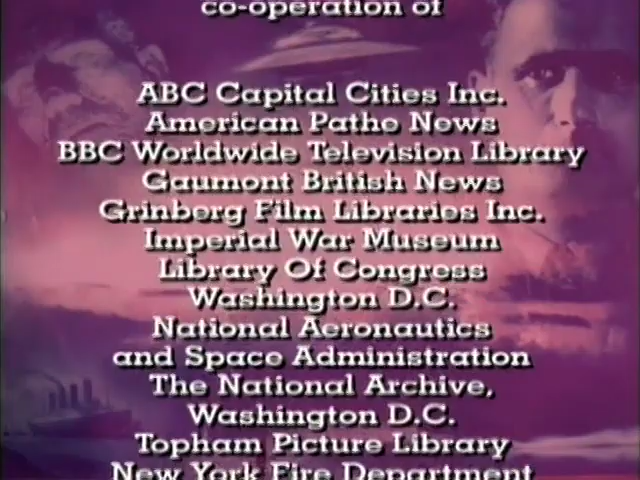 co-operation of
ABC Capital Cities Inc.
American Pathe News
BBC Worldwide Television Library
Gaumont British News
Grinberg Film Libraries Inc.
Imperial War Museum
Library Of Congress
Washington D.C.
National Aeronautics
and Space Administration
The National Archive,
Washington D.C.
Topham Picture Library
New York Fire Department